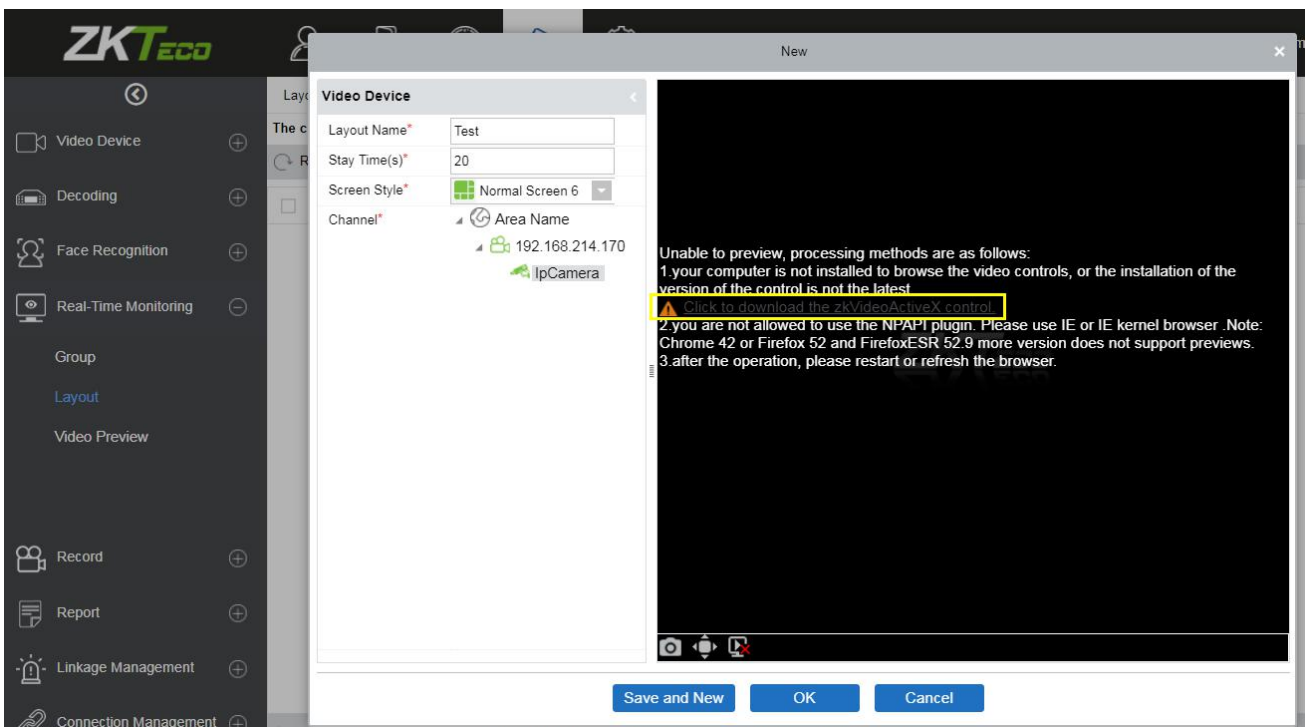 ZKTECO
New
Layo
Video Device
Video Device
The c
Layout Name*
Test
R
Stay Time(s)*
20
Decoding
Screen Style*
Normal Screen 6
Channel*
Area Name
Face Recognition
192.168.214.170
IpCamera
Real-Time Monitoring
Group
Layout
Video Preview
Record
Report
Linkage Management
Connection Management
Unable to preview, processing methods are as follows:
1.your computer is not installed to browse the video controls, or the installation of the
version of the control is not the latest
Click to download the zkVideoActiveX control.
2.you are not allowed to use the NPAPI plugin. Please use IE or IE kernel browser .Note:
Chrome 42 or Firefox 52 and FirefoxESR 52.9 more version does not support previews.
3.after the operation, please restart or refresh the browser.
Save and New
OK
Cancel